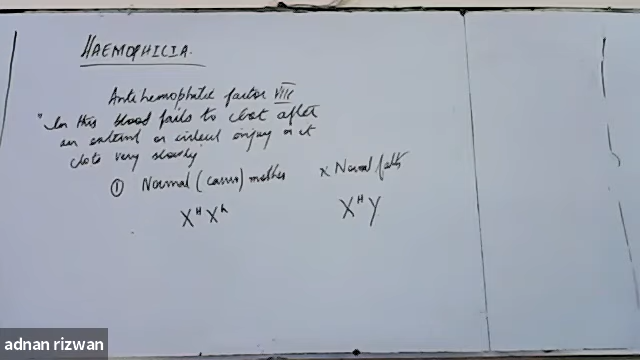 HAEMOPHILIA.
Antihemophilic factor VIII
"In this blood fails to clot after
an external or internal injury or it
clots very slowly
① Normal (carrier) mother x Normal father
XᴴXʰ XᴴY
adnan rizwan